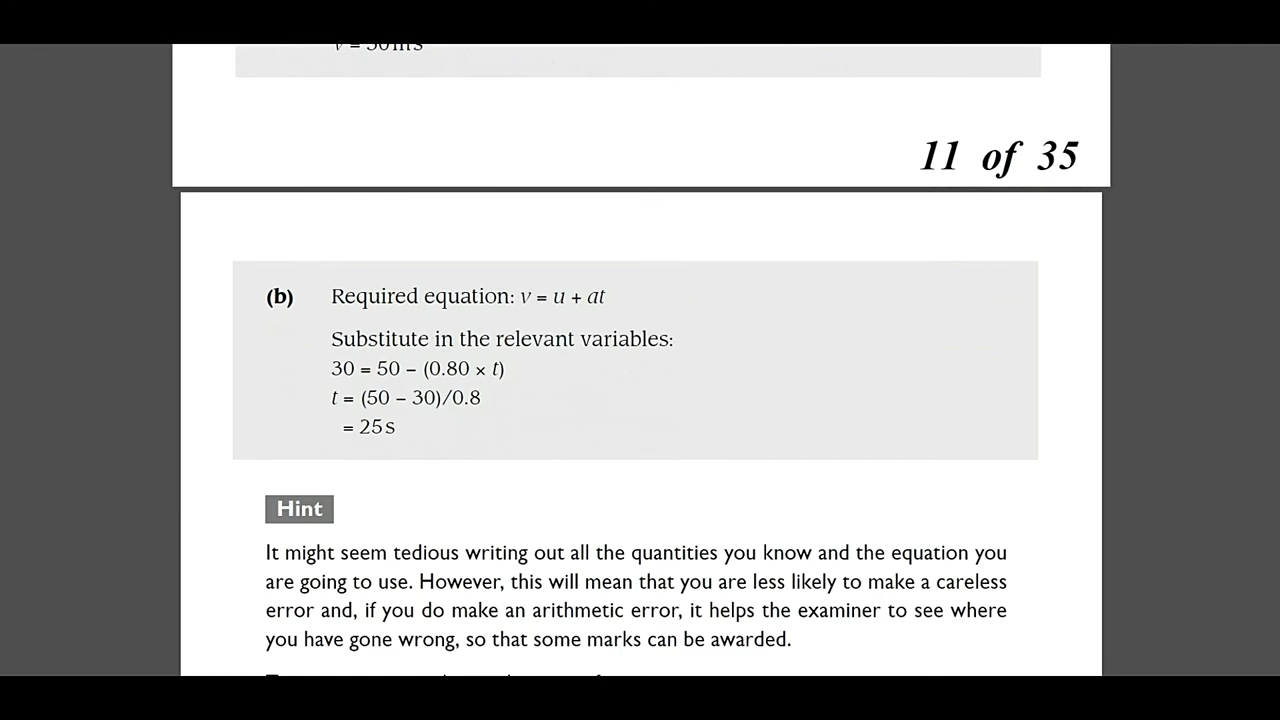 11 of 35
(b) Required equation: v = u + at
Substitute in the relevant variables:
30 = 50 – (0.80 × t)
t = (50 – 30)/0.8
= 25 s
Hint
It might seem tedious writing out all the quantities you know and the equation you
are going to use. However, this will mean that you are less likely to make a careless
error and, if you do make an arithmetic error, it helps the examiner to see where
you have gone wrong, so that some marks can be awarded.